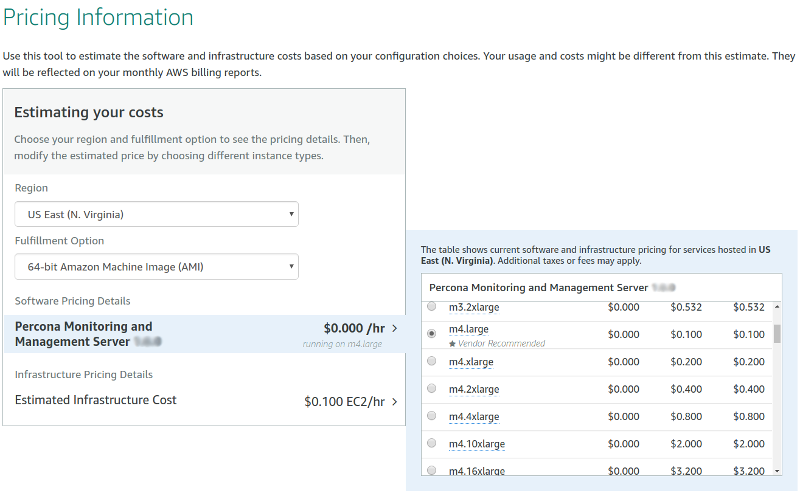 Pricing Information
Use this tool to estimate the software and infrastructure costs based on your configuration choices. Your usage and costs might be different from this estimate. They
will be reflected on your monthly AWS billing reports.
Estimating your costs
Choose your region and fulfillment option to see the pricing details. Then,
modify the estimated price by choosing different instance types.
Region
US East (N. Virginia)
Fulfillment Option
64-bit Amazon Machine Image (AMI)
Software Pricing Details
Percona Monitoring and $0.000 /hr >
Management Server running on m4.large
Infrastructure Pricing Details
Estimated Infrastructure Cost $0.100 EC2/hr >
The table shows current software and infrastructure pricing for services hosted in US
East (N. Virginia). Additional taxes or fees may apply.
Percona Monitoring and Management Server
m3.2xlarge $0.000 $0.532 $0.532
m4.large $0.000 $0.100 $0.100
★ Vendor Recommended
m4.xlarge $0.000 $0.200 $0.200
m4.2xlarge $0.000 $0.400 $0.400
m4.4xlarge $0.000 $0.800 $0.800
m4.10xlarge $0.000 $2.000 $2.000
m4.16xlarge $0.000 $3.200 $3.200